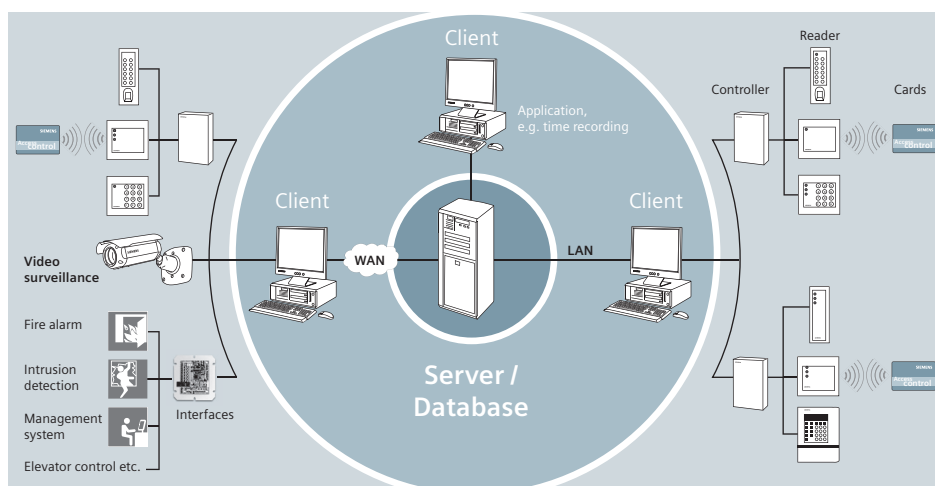 Client
Application,
e.g. time recording
Reader
Controller
Cards
SIEMENS
Access
control
SIEMENS
Access
control
Client
Client
Video
surveillance
SIEMENS
WAN
LAN
Fire alarm
Intrusion
detection
Management
system
Elevator control etc.
Interfaces
Server /
Database
SIEMENS
Access
control